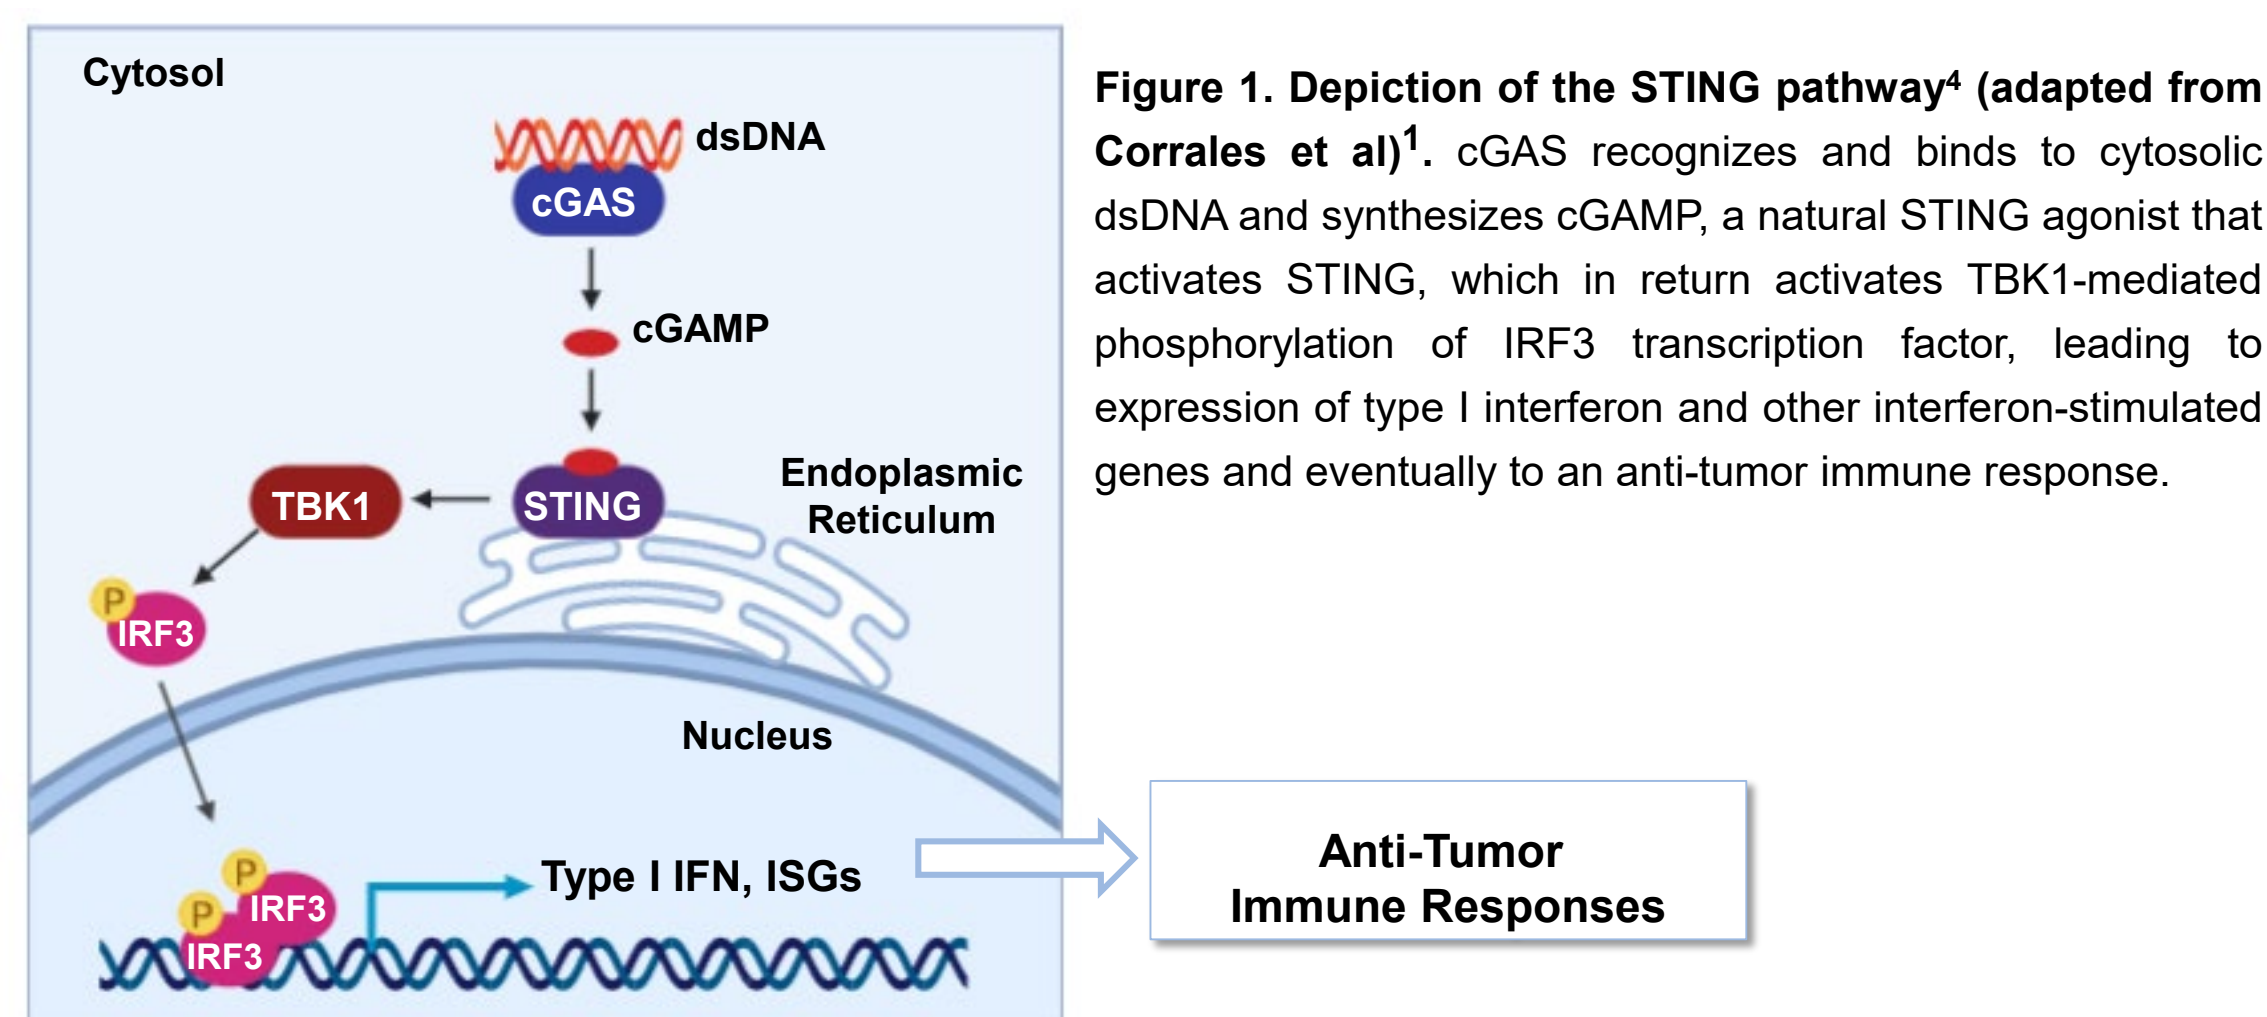 Cytosol
dsDNA
cGAS
cGAMP
Endoplasmic
Reticulum
STING
TBK1
P
IRF3
Nucleus
Type I IFN, ISGs
P
IRF3
P
IRF3
Figure 1. Depiction of the STING pathway⁴ (adapted from
Corrales et al)¹. cGAS recognizes and binds to cytosolic
dsDNA and synthesizes cGAMP, a natural STING agonist that
activates STING, which in return activates TBK1-mediated
phosphorylation of IRF3 transcription factor, leading to
expression of type I interferon and other interferon-stimulated
genes and eventually to an anti-tumor immune response.
Anti-Tumor
Immune Responses